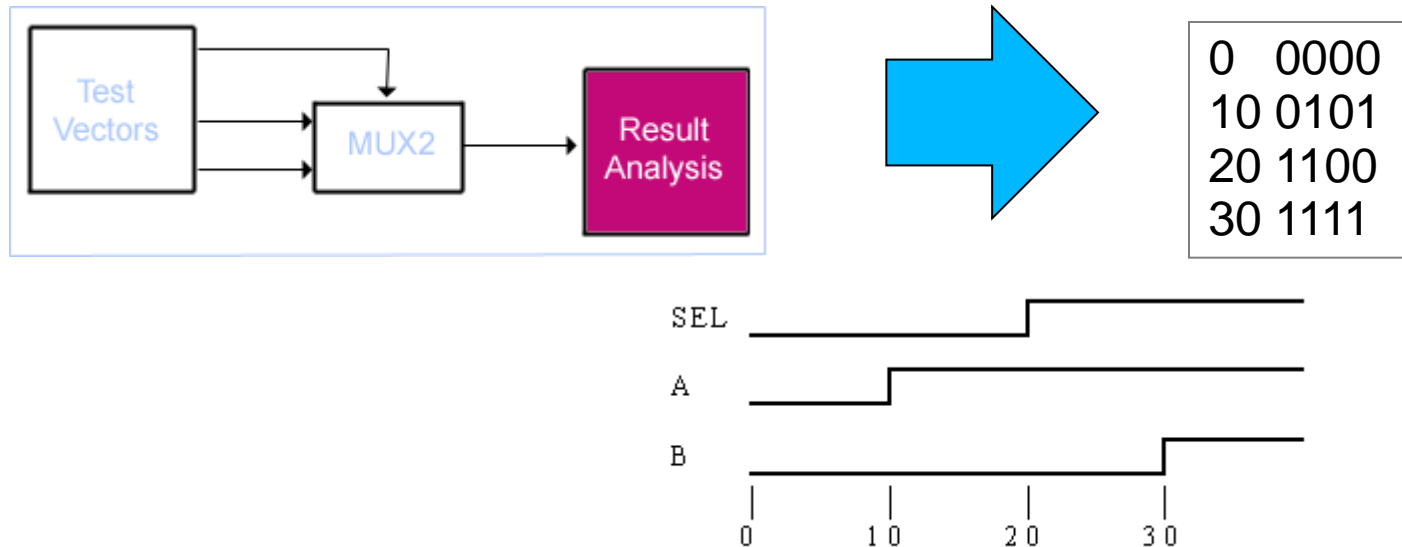 Test
Vectors
MUX2
Result
Analysis
0 0000
10 0101
20 1100
30 1111
SEL
A
B
0 10 20 30